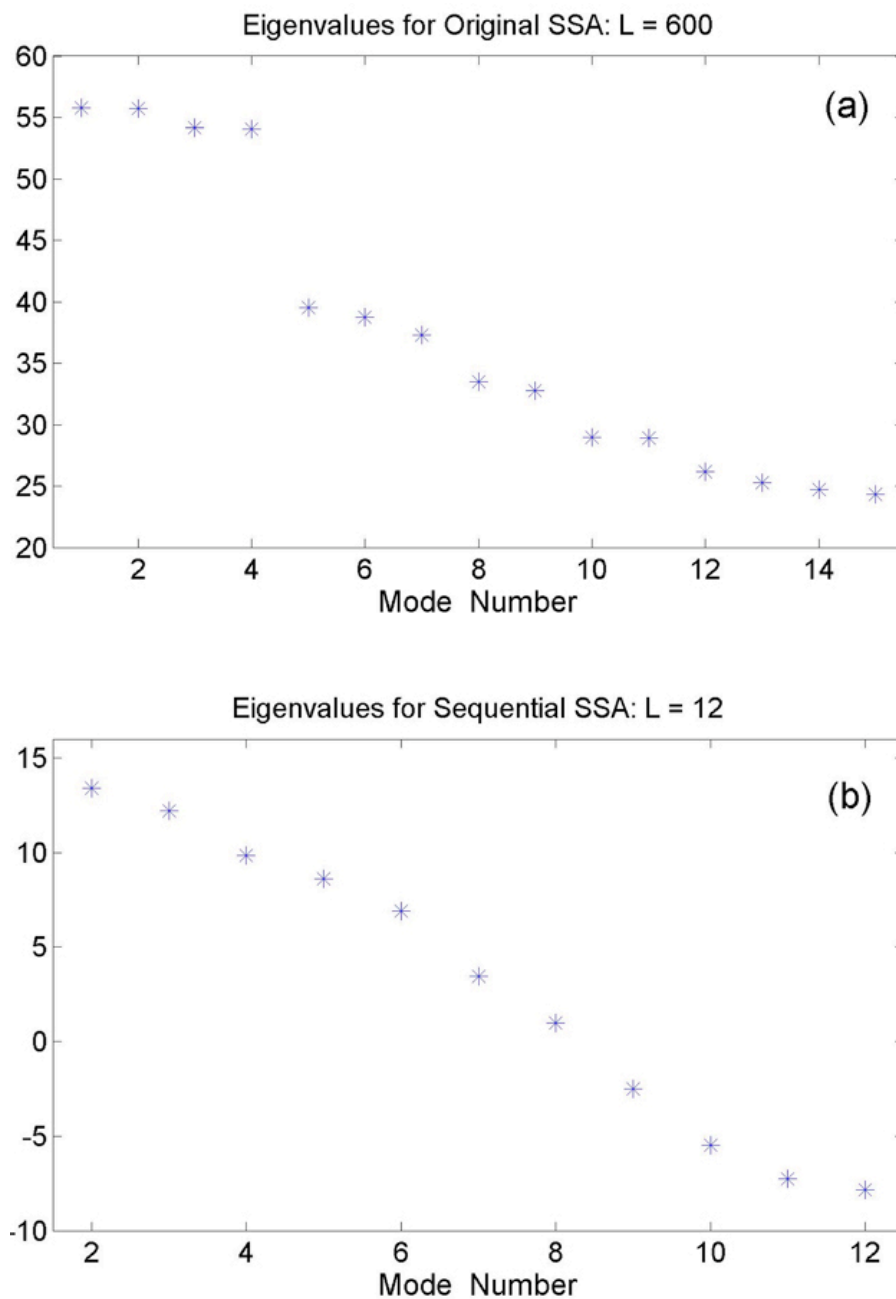 Eigenvalues for Original SSA: L = 600
60
(a)
55
50
45
40
35
30
25
20
2 4 6 8 10 12 14
Mode Number
Eigenvalues for Sequential SSA: L = 12
15
(b)
10
5
0
-5
-10
2 4 6 8 10 12
Mode Number